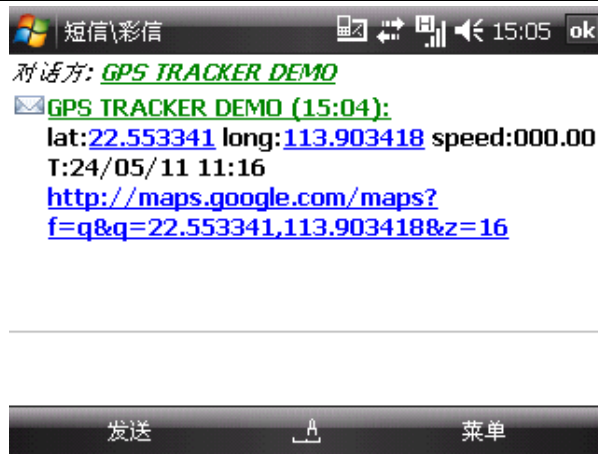 短信\彩信 15:05 ok
对话方: GPS TRACKER DEMO
GPS TRACKER DEMO (15:04):
lat:22.553341 long:113.903418 speed:000.00
T:24/05/11 11:16
http://maps.google.com/maps?
f=q&q=22.553341,113.903418&z=16
发送 菜单